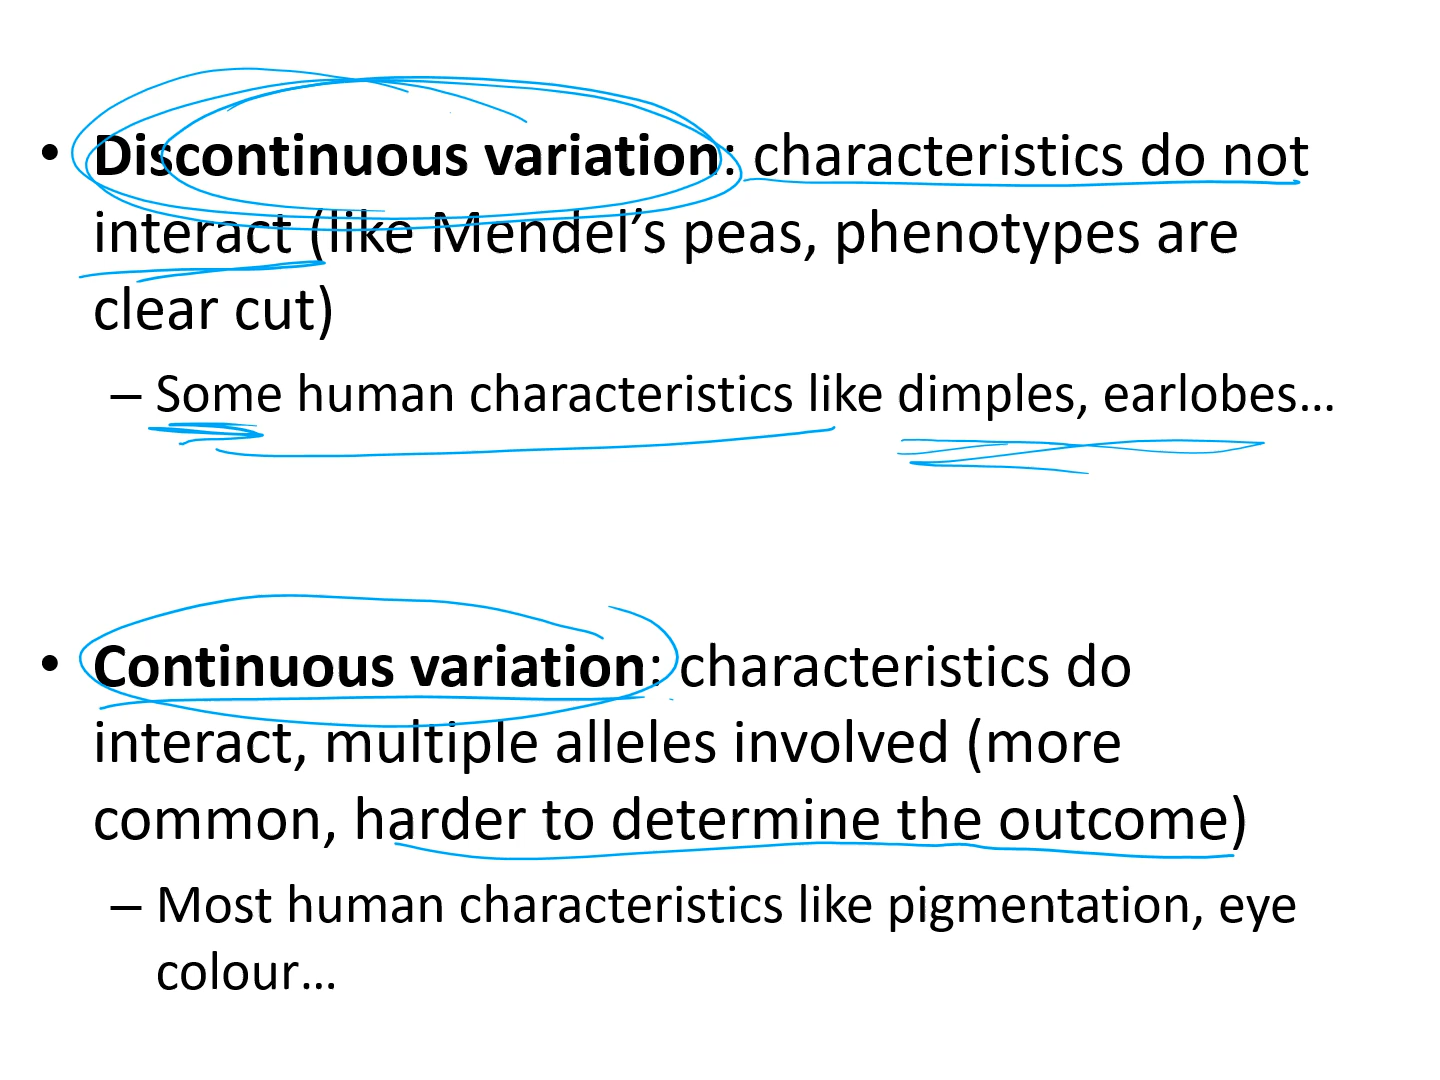 • Discontinuous variation: characteristics do not
interact (like Mendel’s peas, phenotypes are
clear cut)
– Some human characteristics like dimples, earlobes…
• Continuous variation: characteristics do
interact, multiple alleles involved (more
common, harder to determine the outcome)
– Most human characteristics like pigmentation, eye
colour…